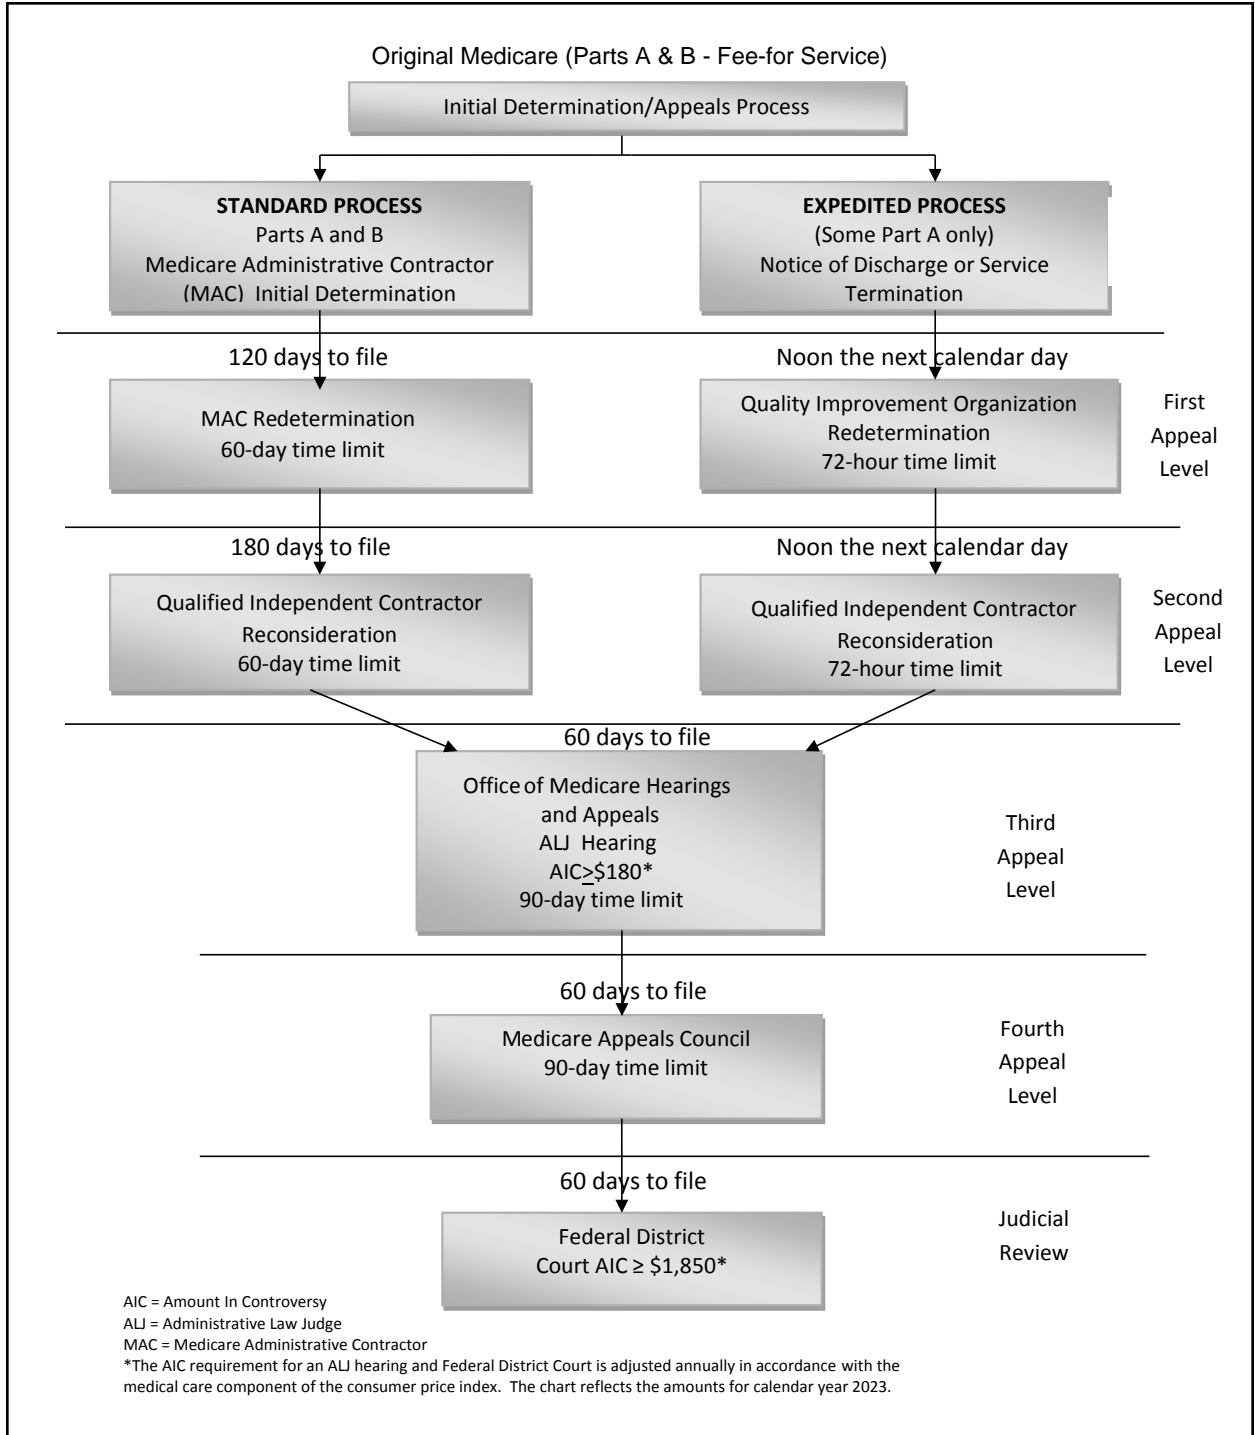 Original Medicare (Parts A & B - Fee-for Service)
Initial Determination/Appeals Process
STANDARD PROCESS
Parts A and B
Medicare Administrative Contractor
(MAC) Initial Determination
EXPEDITED PROCESS
(Some Part A only)
Notice of Discharge or Service
Termination
120 days to file
Noon the next calendar day
MAC Redetermination
60-day time limit
Quality Improvement Organization
Redetermination
72-hour time limit
First
Appeal
Level
180 days to file
Noon the next calendar day
Qualified Independent Contractor
Reconsideration
60-day time limit
Qualified Independent Contractor
Reconsideration
72-hour time limit
Second
Appeal
Level
60 days to file
Office of Medicare Hearings
and Appeals
ALJ Hearing
AIC≥$180*
90-day time limit
Third
Appeal
Level
60 days to file
Medicare Appeals Council
90-day time limit
Fourth
Appeal
Level
60 days to file
Federal District
Court AIC ≥ $1,850*
Judicial
Review
AIC = Amount In Controversy
ALJ = Administrative Law Judge
MAC = Medicare Administrative Contractor
*The AIC requirement for an ALJ hearing and Federal District Court is adjusted annually in accordance with the
medical care component of the consumer price index. The chart reflects the amounts for calendar year 2023.